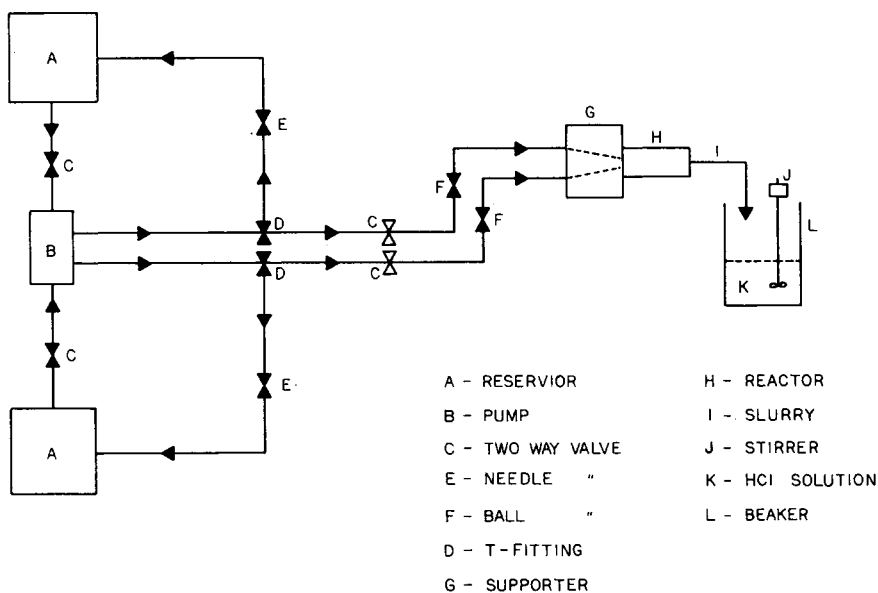 A
E
C
G
H
I
J
F
F
D
C
L
B
D
C
K
C
E
A
A - RESERVIOR
B - PUMP
C - TWO WAY VALVE
E - NEEDLE "
F - BALL "
D - T-FITTING
G - SUPPORTER
H - REACTOR
I - SLURRY
J - STIRRER
K - HCl SOLUTION
L - BEAKER